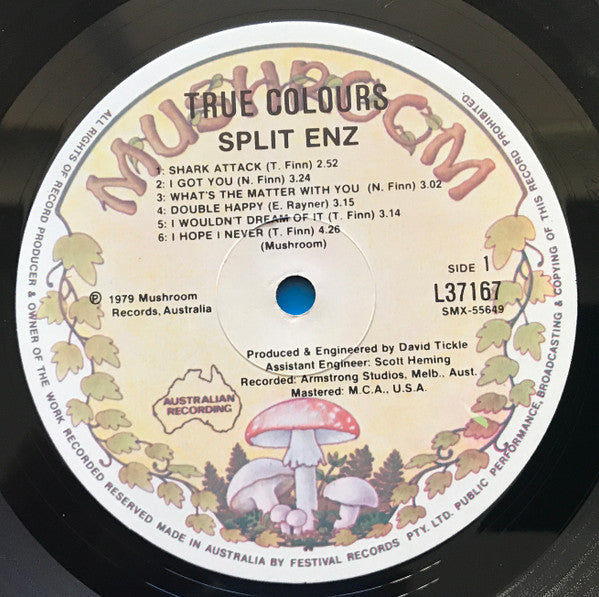 MUSHROOM
TRUE COLOURS
SPLIT ENZ
1: SHARK ATTACK (T. Finn) 2.52
2: I GOT YOU (N. Finn) 3.24
3: WHAT'S THE MATTER WITH YOU (N. Finn) 3.02
4: DOUBLE HAPPY (E. Rayner) 3.15
5: I WOULDN'T DREAM OF IT (T. Finn) 3.14
6: I HOPE I NEVER (T. Finn) 4.26
(Mushroom)
SIDE 1
L37167
SMX-55649
℗ 1979 Mushroom
Records, Australia
Produced & Engineered by David Tickle
Assistant Engineer: Scott Heming
Recorded: Armstrong Studios, Melb., Aust.
Mastered: M.C.A., U.S.A.
AUSTRALIAN
RECORDING
ALL RIGHTS OF RECORD PRODUCER & OWNER OF THE WORK RECORDED RESERVED MADE IN AUSTRALIA BY FESTIVAL RECORDS PTY. LTD. PUBLIC PERFORMANCE, BROADCASTING & COPYING OF THIS RECORD PROHIBITED.